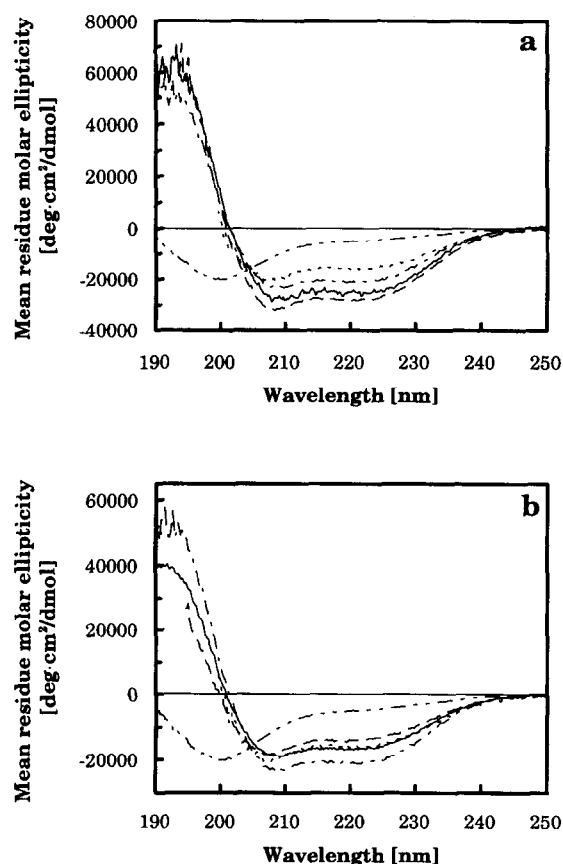 a
Mean residue molar ellipticity
[deg·cm²/dmol]
80000
60000
40000
20000
0
-20000
-40000
190 200 210 220 230 240 250
Wavelength [nm]
b
Mean residue molar ellipticity
[deg·cm²/dmol]
60000
40000
20000
0
-20000
190 200 210 220 230 240 250
Wavelength [nm]